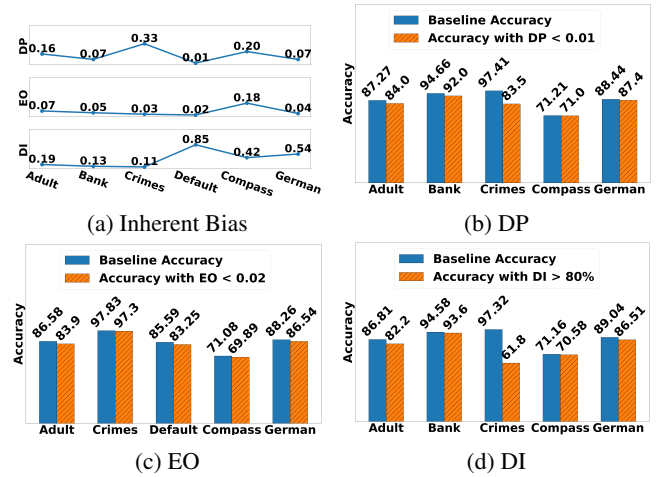 DP
0.16 0.07 0.33 0.01 0.20 0.07
EO
0.07 0.05 0.03 0.02 0.18 0.04
DI
0.19 0.13 0.11 0.85 0.42 0.54
Adult Bank Crimes Default Compass German
(a) Inherent Bias
Baseline Accuracy
Accuracy with DP < 0.01
Accuracy
87.27 84.0 94.66 92.0 97.41 83.5 71.21 71.0 88.44 87.4
Adult Bank Crimes Compass German
(b) DP
Baseline Accuracy
Accuracy with EO < 0.02
Accuracy
86.58 83.9 97.83 97.3 85.59 83.25 71.08 69.89 88.26 86.54
Adult Crimes Default Compass German
(c) EO
Baseline Accuracy
Accuracy with DI > 80%
Accuracy
86.81 82.2 94.58 93.6 97.32 61.8 71.16 70.58 89.04 86.51
Adult Bank Crimes Compass German
(d) DI